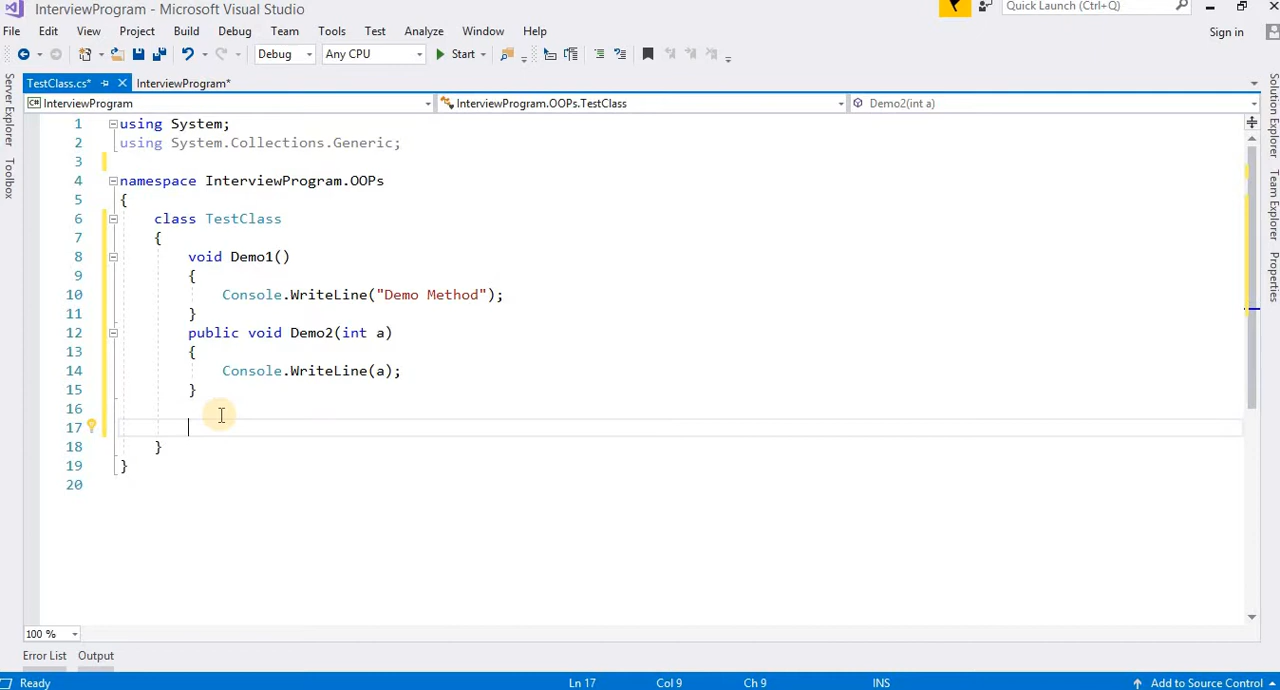 InterviewProgram - Microsoft Visual Studio
Quick Launch (Ctrl+Q)
File Edit View Project Build Debug Team Tools Test Analyze Window Help
Sign in
Debug Any CPU Start
TestClass.cs* InterviewProgram*
C# InterviewProgram InterviewProgram.OOPs.TestClass Demo2(int a)
Server Explorer
Toolbox
1 using System;
2 using System.Collections.Generic;
3
4 namespace InterviewProgram.OOPs
5 {
6 class TestClass
7 {
8 void Demo1()
9 {
10 Console.WriteLine("Demo Method");
11 }
12 public void Demo2(int a)
13 {
14 Console.WriteLine(a);
15 }
16
17
18 }
19 }
20
Solution Explorer
Team Explorer
Properties
100 %
Error List Output
Ready Ln 17 Col 9 Ch 9 INS Add to Source Control